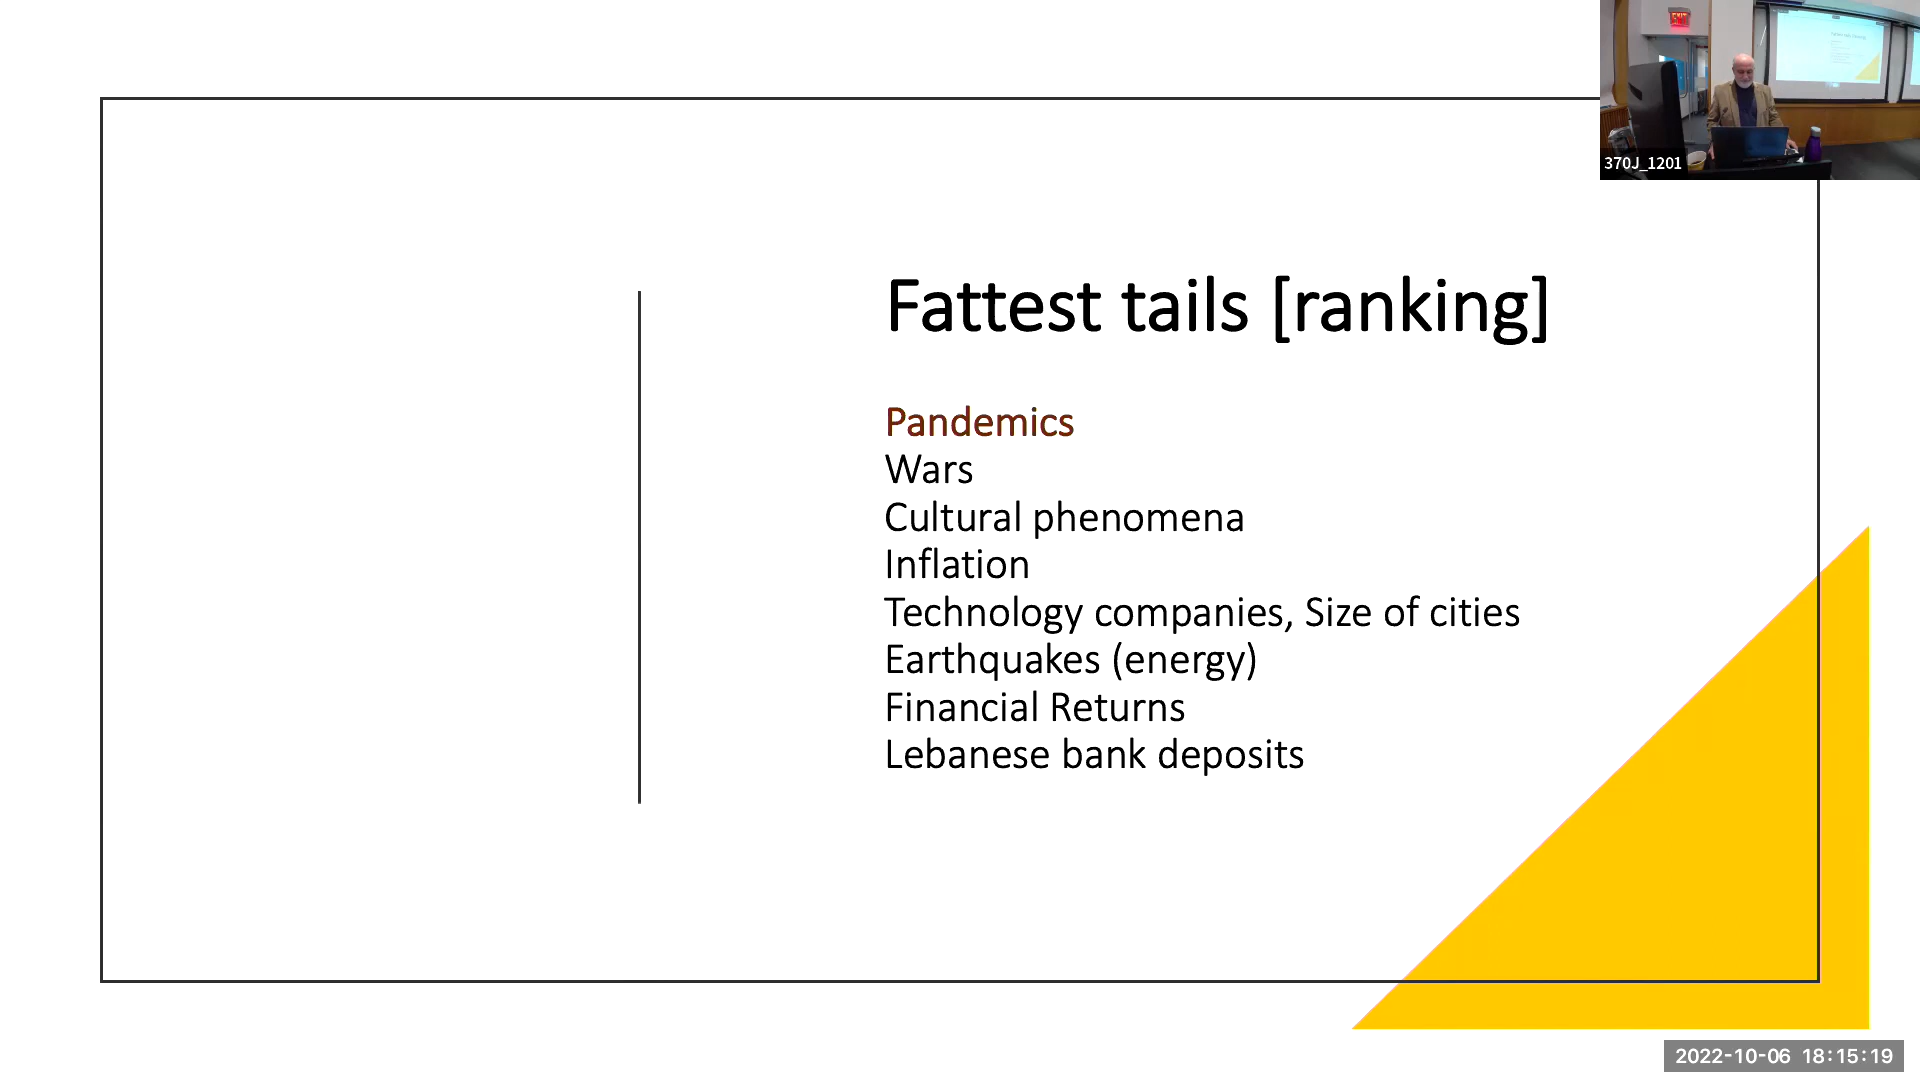 EXIT
370J_1201
Fattest tails [ranking]
Pandemics
Wars
Cultural phenomena
Inflation
Technology companies, Size of cities
Earthquakes (energy)
Financial Returns
Lebanese bank deposits
2022-10-06 18:15:19